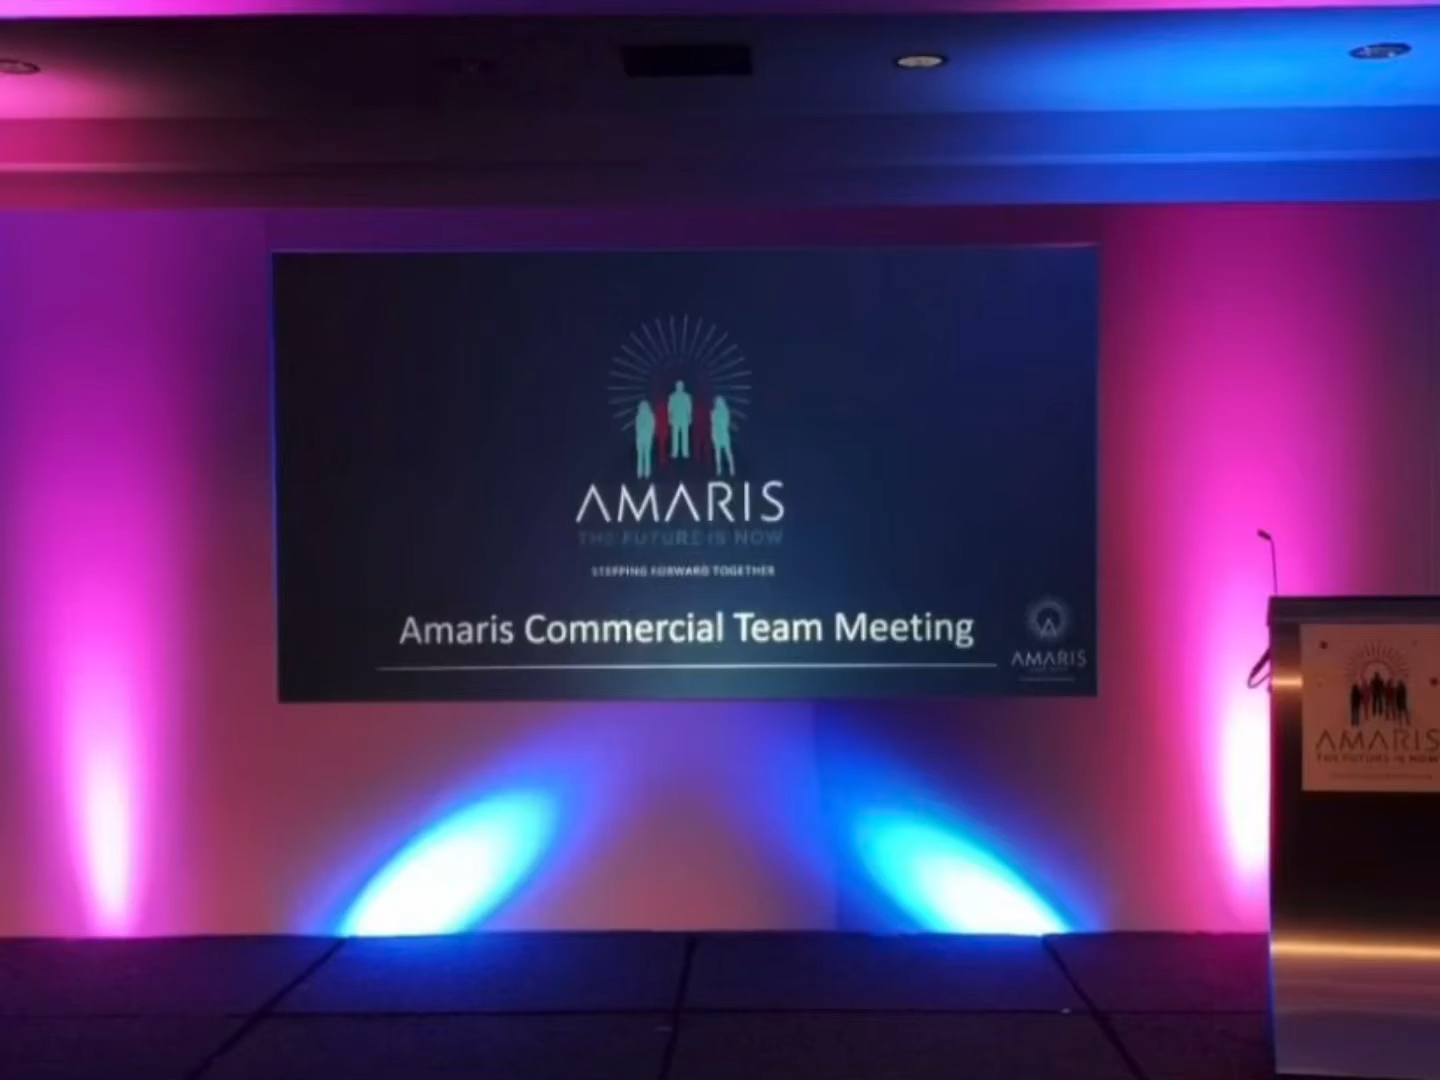 AMARIS
THE FUTURE IS NOW
STEPPING FORWARD TOGETHER
Amaris Commercial Team Meeting
AMARIS
AMARIS
THE FUTURE IS NOW